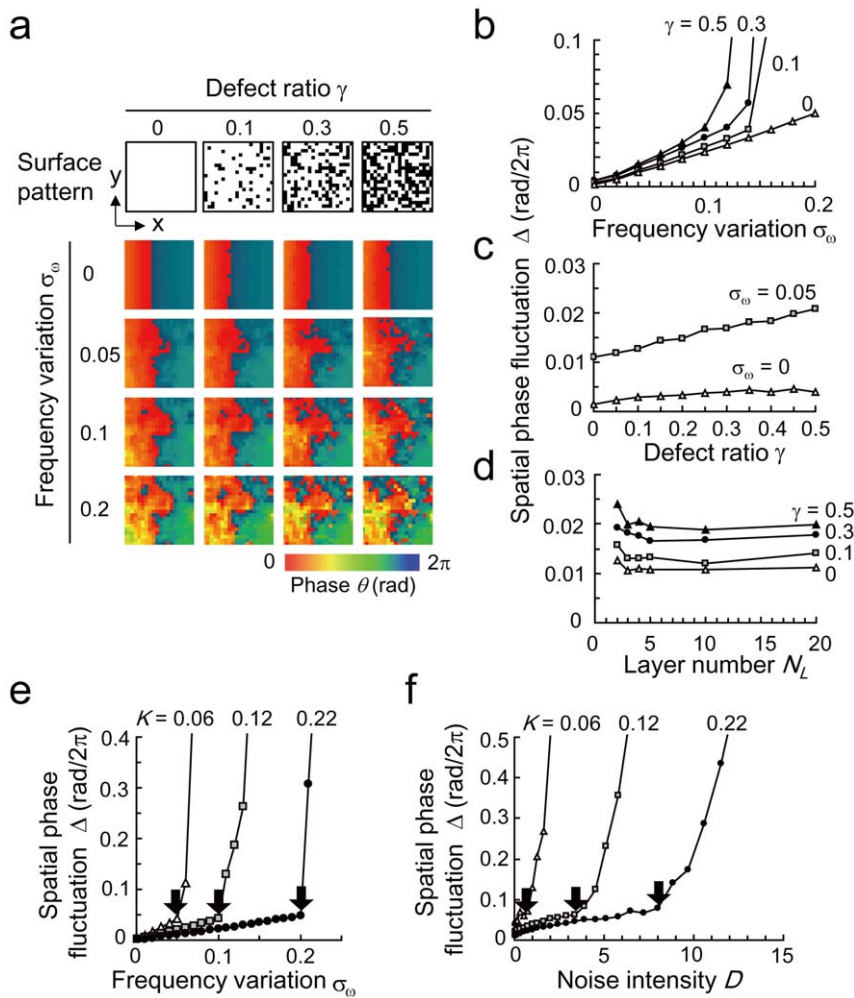 a
Defect ratio γ
0 0.1 0.3 0.5
Surface
pattern
y
x
Frequency variation σω
0
0.05
0.1
0.2
0 2π
Phase θ (rad)
b
γ = 0.5 0.3
0.1
0
0.1
0.05
0
0 0.1 0.2
Frequency variation σω
Spatial phase fluctuation Δ (rad/2π)
c
0.03
0.02
0.01
0
σω = 0.05
σω = 0
0 0.1 0.2 0.3 0.4 0.5
Defect ratio γ
d
0.03
0.02
0.01
0
γ = 0.5
0.3
0.1
0
0 5 10 15 20
Layer number NL
e
K = 0.06 0.12 0.22
Spatial phase
fluctuation Δ (rad/2π)
0.4
0.3
0.2
0.1
0
0 0.1 0.2
Frequency variation σω
f
K = 0.06 0.12 0.22
Spatial phase
fluctuation Δ (rad/2π)
0.5
0.4
0.3
0.2
0.1
0
0 5 10 15
Noise intensity D